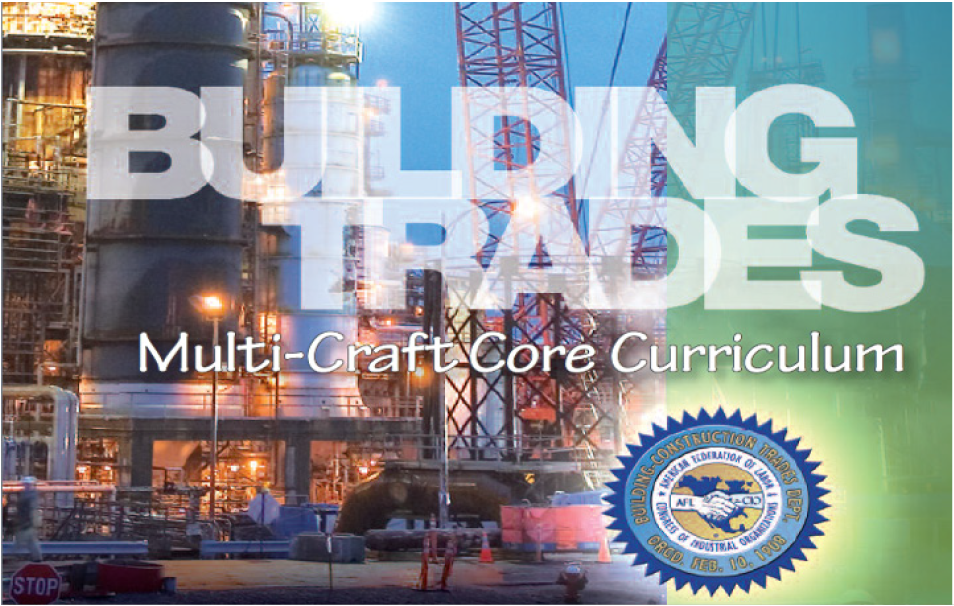 BUILDING
TRADES
Multi-Craft Core Curriculum
BUILDING-CONSTRUCTION TRADES DEPT.
AMERICAN FEDERATION OF LABOR &
AFL CIO
CONGRESS OF INDUSTRIAL ORGANIZATIONS
ORGD. FEB. 10, 1908
STOP